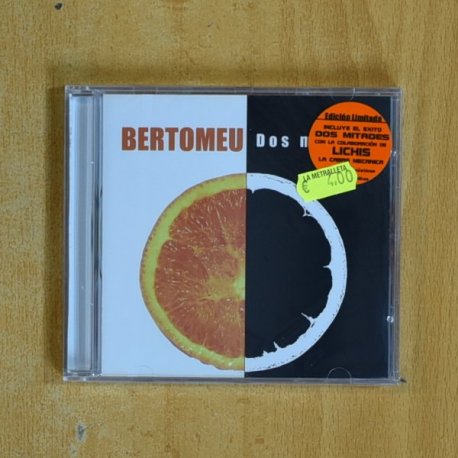 BERTOMEU
Dos
Edición Limitada
INCLUYE EL EXITO
DOS MITADES
CON LA COLABORACIÓN DE
LICHIS
LA CABRA MECANICA
LA METRALLETA
€ 4,00